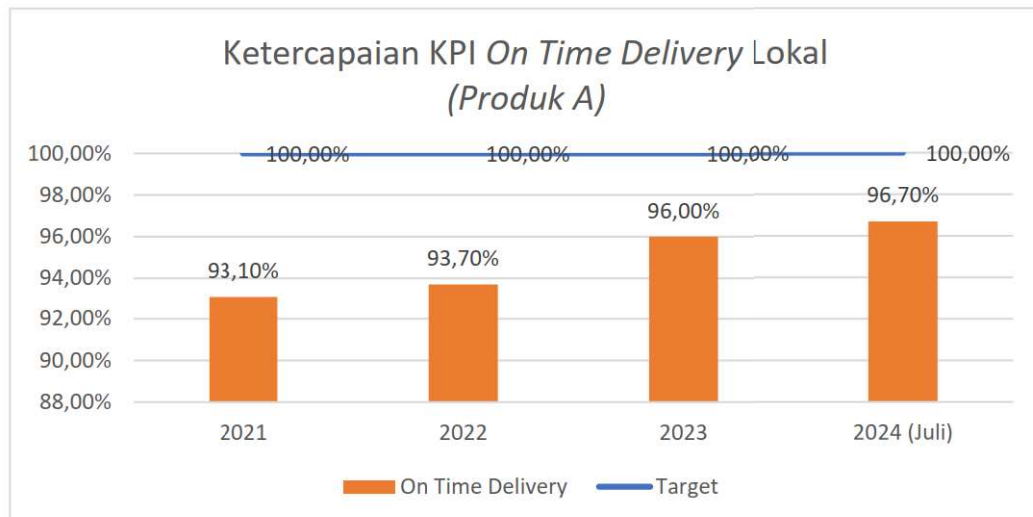 Ketercapaian KPI On Time Delivery Lokal
(Produk A)
100,00%
98,00%
96,00%
94,00%
92,00%
90,00%
88,00%
100,00% 100,00% 100,00% 100,00%
93,10% 93,70% 96,00% 96,70%
2021 2022 2023 2024 (Juli)
On Time Delivery Target